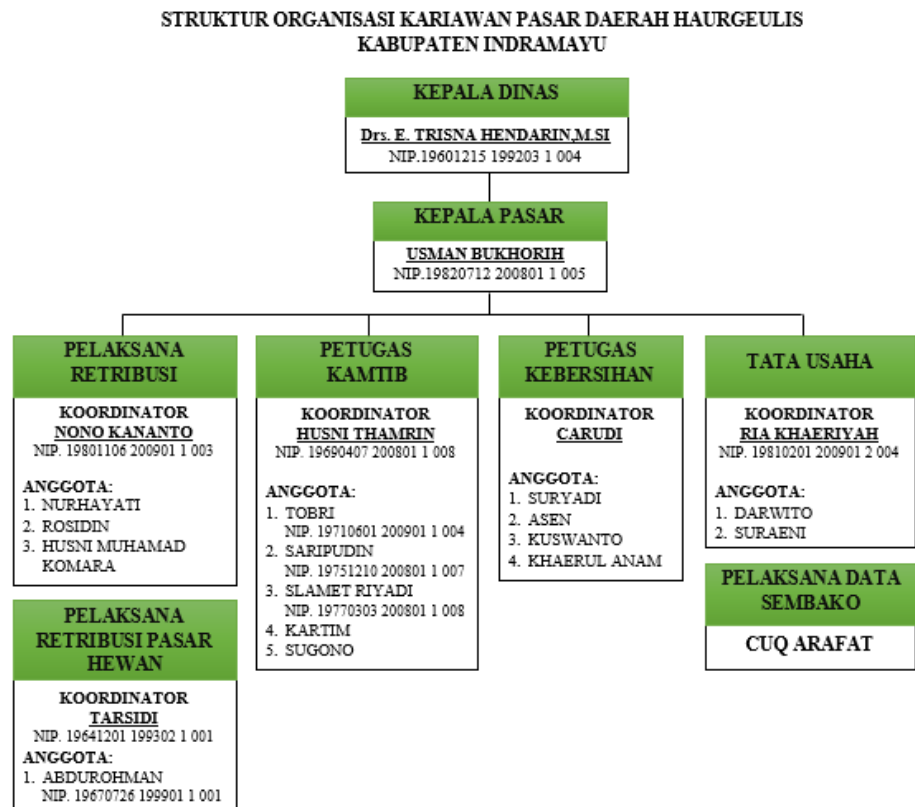 STRUKTUR ORGANISASI KARIAWAN PASAR DAERAH HAURGEULIS
KABUPATEN INDRAMAYU
KEPALA DINAS
Drs. E. TRISNA HENDARIN,M.SI
NIP.19601215 199203 1 004
KEPALA PASAR
USMAN BUKHORIH
NIP.19820712 200801 1 005
PELAKSANA
RETRIBUSI
KOORDINATOR
NONO KANANTO
NIP. 19801106 200901 1 003
ANGGOTA:
1. NURHAYATI
2. ROSIDIN
3. HUSNI MUHAMAD
KOMARA
PETUGAS
KAMTIB
KOORDINATOR
HUSNI THAMRIN
NIP. 19690407 200801 1 008
ANGGOTA:
1. TOBRI
NIP. 19710601 200901 1 004
2. SARIPUDIN
NIP. 19751210 200801 1 007
3. SLAMET RIYADI
NIP. 19770303 200801 1 008
4. KARTIM
5. SUGONO
PETUGAS
KEBERSIHAN
KOORDINATOR
CARUDI
ANGGOTA:
1. SURYADI
2. ASEN
3. KUSWANTO
4. KHAERUL ANAM
TATA USAHA
KOORDINATOR
RIA KHAERIYAH
NIP. 19810201 200901 2 004
ANGGOTA:
1. DARWITO
2. SURAENI
PELAKSANA
RETRIBUSI PASAR
HEWAN
KOORDINATOR
TARSIDI
NIP. 19641201 199302 1 001
ANGGOTA:
1. ABDUROHMAN
NIP. 19670726 199901 1 001
PELAKSANA DATA
SEMBAKO
CUQ ARAFAT